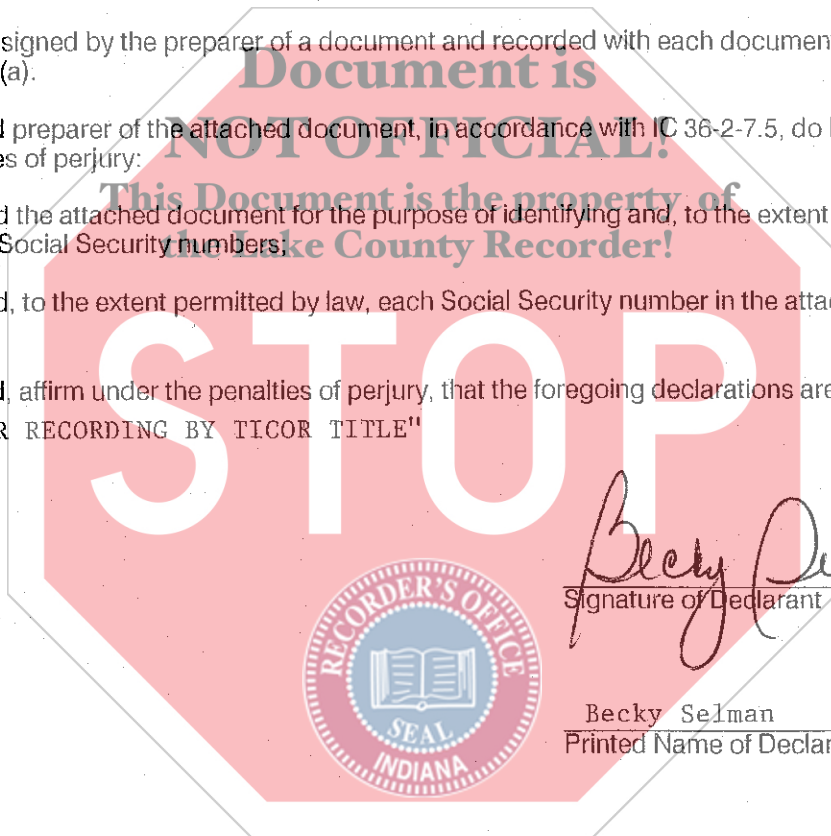 signed by the preparer of a document and recorded with each documen
(a).
Document is
preparer of the attached document, in accordance with IC 36-2-7.5, do
es of perjury:
NOT OFFICIAL!
This Document is the property of
d the attached document for the purpose of identifying and, to the extent
Social Security numbers;
the Lake County Recorder!
d, to the extent permitted by law, each Social Security number in the atta
STOP
d, affirm under the penalties of perjury, that the foregoing declarations are
R RECORDING BY TICOR TITLE"
Becky
Signature of Declarant
RECORDER'S OFFICE
SEAL
INDIANA
Becky Selman
Printed Name of Declar